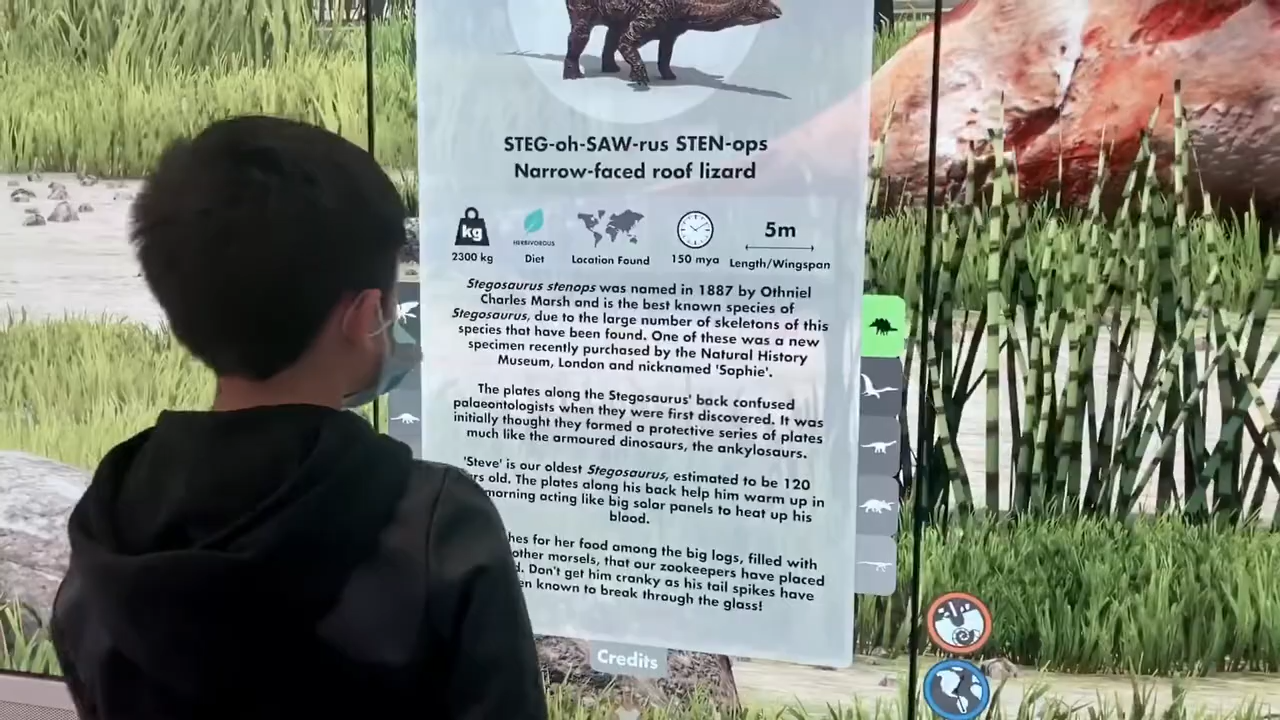 STEG-oh-SAW-rus STEN-ops
Narrow-faced roof lizard
kg
2300 kg
HERBIVOROUS
Diet
Location Found
150 mya
5m
Length/Wingspan
Stegosaurus stenops was named in 1887 by Othniel
Charles Marsh and is the best known species of
Stegosaurus, due to the large number of skeletons of this
species that have been found. One of these was a new
specimen recently purchased by the Natural History
Museum, London and nicknamed 'Sophie'.
The plates along the Stegosaurus' back confused
palaeontologists when they were first discovered. It was
initially thought they formed a protective series of plates
much like the armoured dinosaurs, the ankylosaurs.
'Steve' is our oldest Stegosaurus, estimated to be 120
old. The plates along his back help him warm up in
morning acting like big solar panels to heat up his
blood.
for her food among the big logs, filled with
other morsels, that our zookeepers have placed
Don't get him cranky as his tail spikes have
known to break through the glass!
Credits